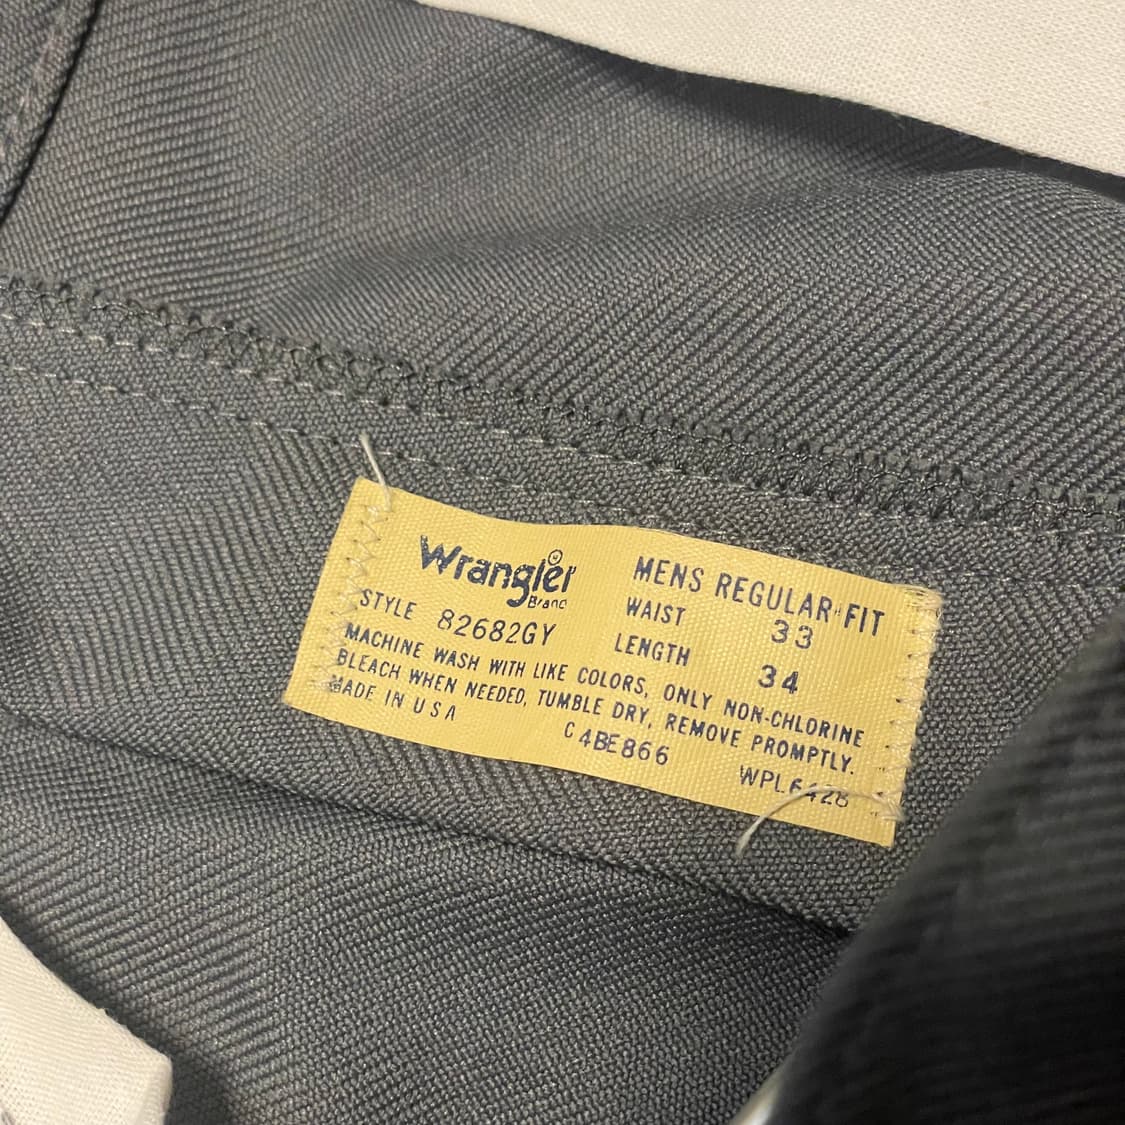 Wrangler ®
Brand
MENS REGULAR FIT
STYLE 82682GY
WAIST 33
LENGTH 34
MACHINE WASH WITH LIKE COLORS, ONLY NON-CHLORINE
BLEACH WHEN NEEDED, TUMBLE DRY, REMOVE PROMPTLY.
MADE IN USA
C4BE866